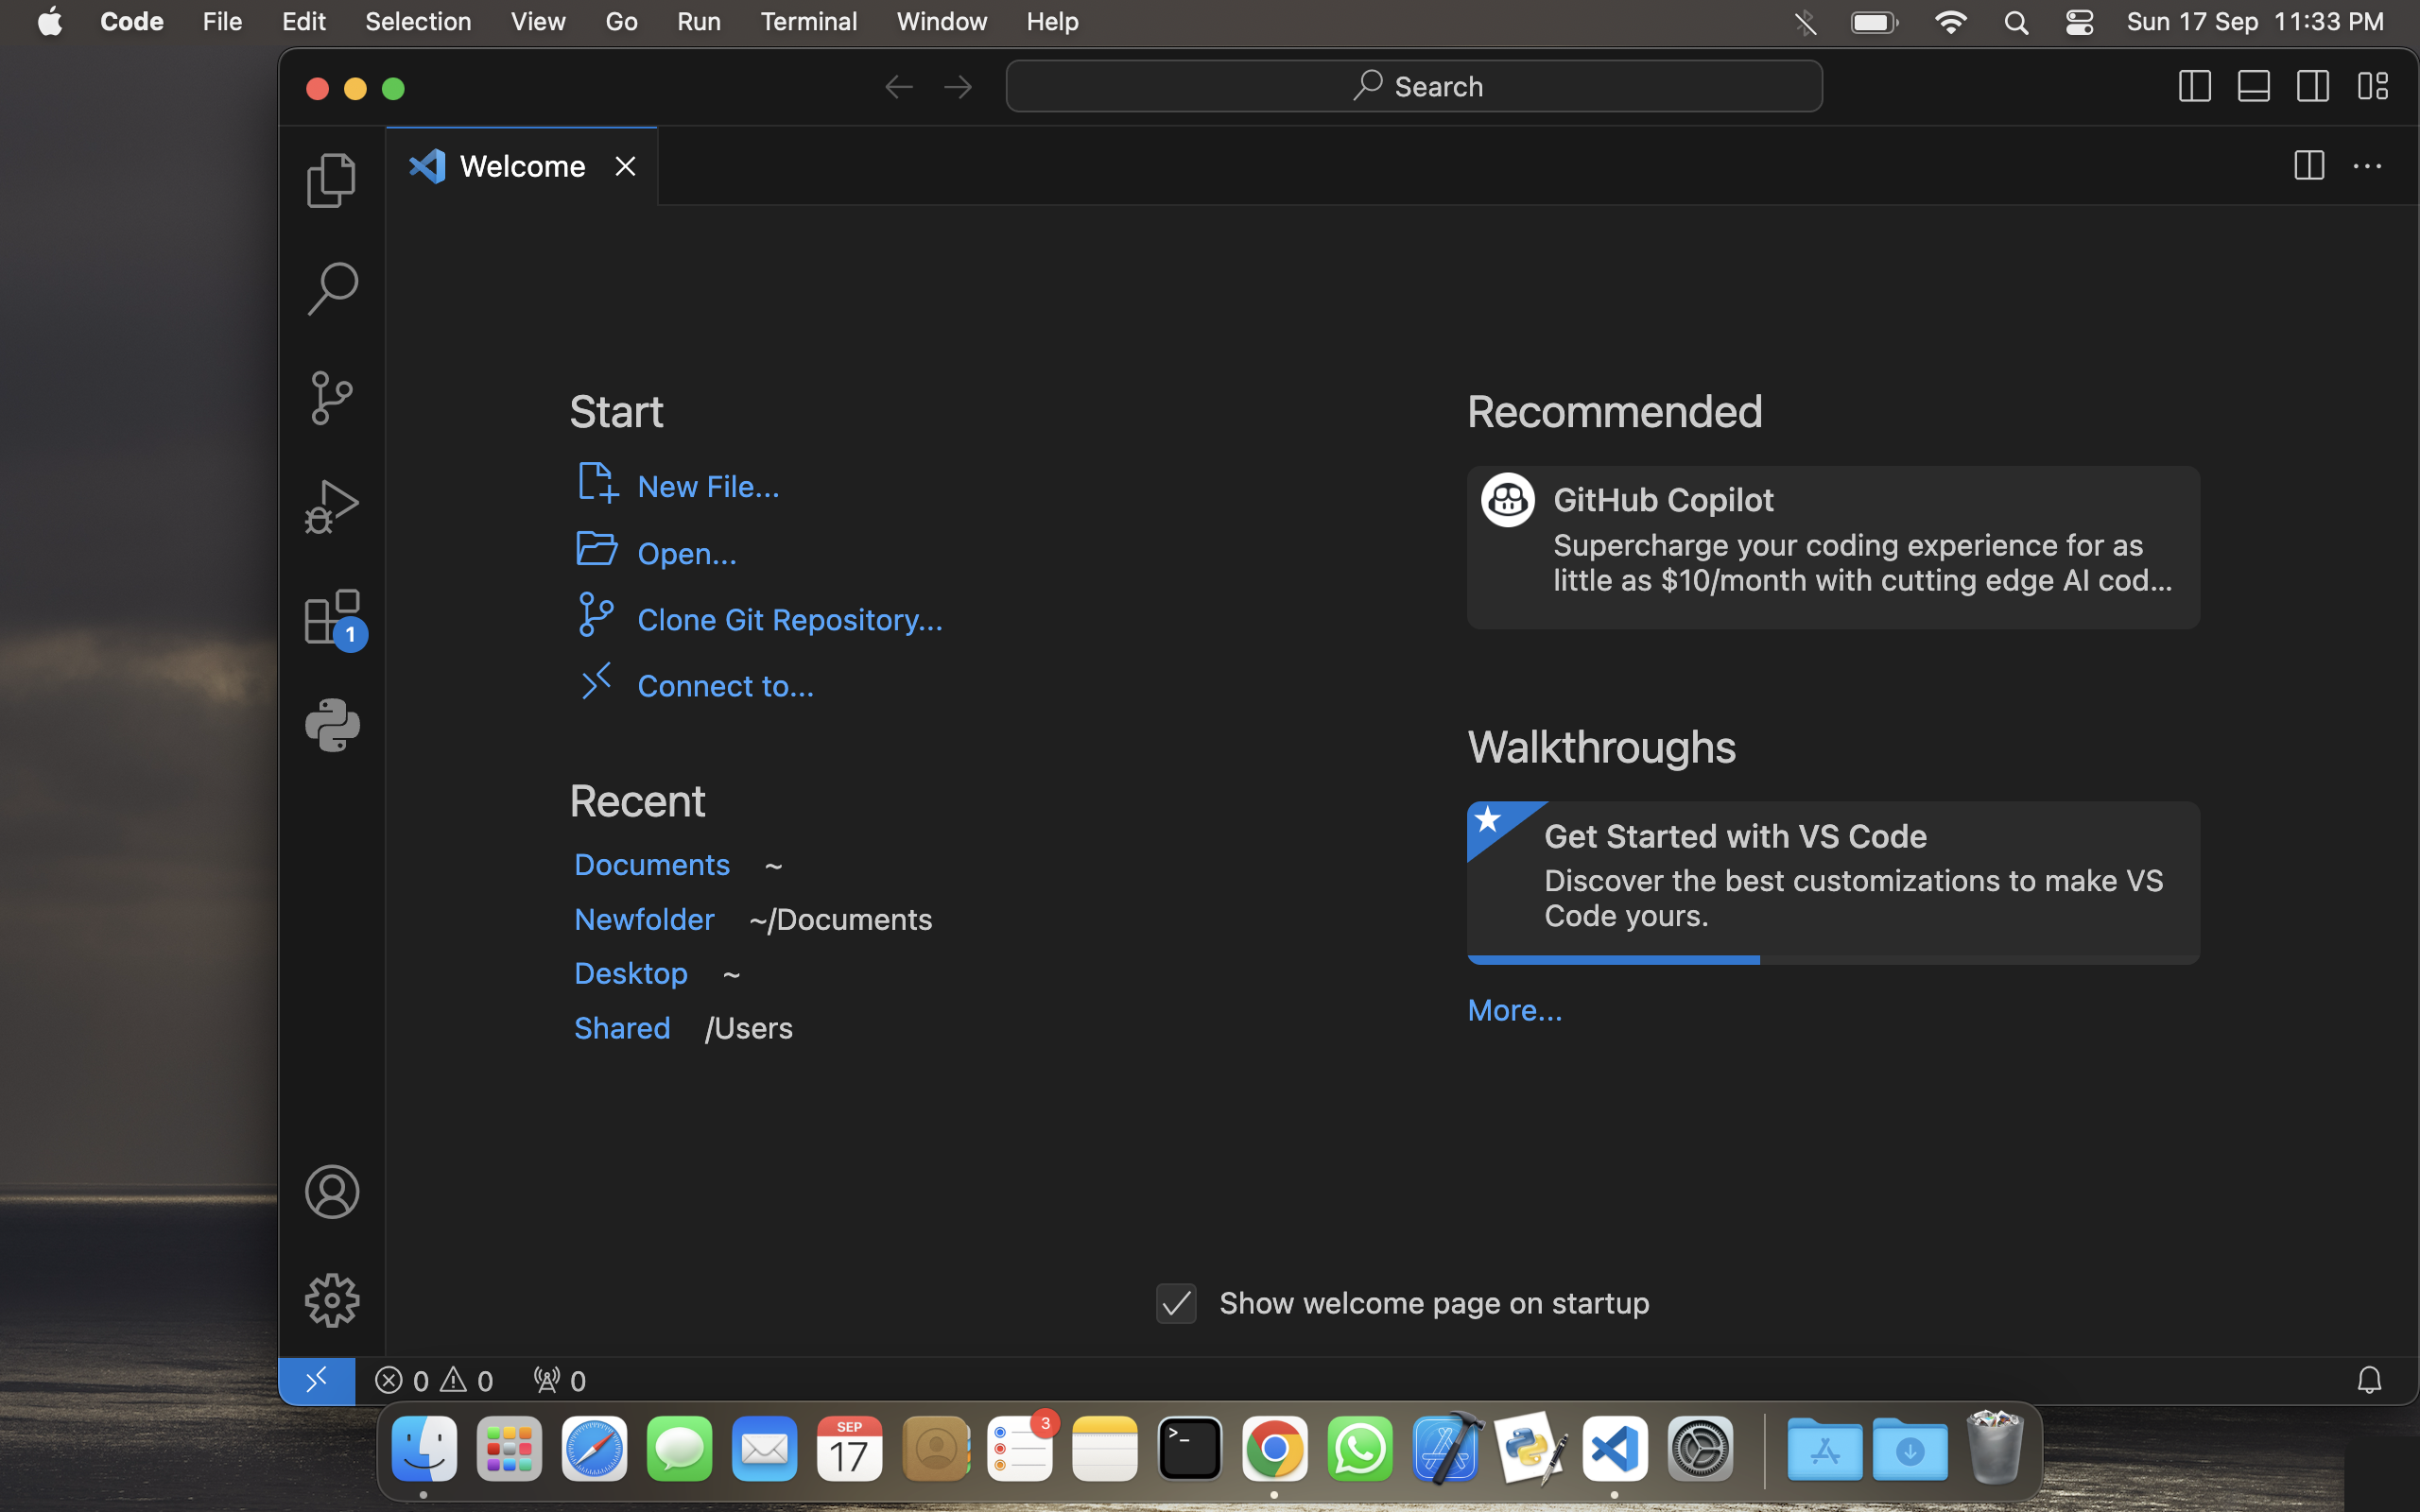 Code File Edit Selection View Go Run Terminal Window Help Sun 17 Sep 11:33 PM
Search
Welcome
Start
New File...
Open...
Clone Git Repository...
Connect to...
Recent
Documents ~
Newfolder ~/Documents
Desktop ~
Shared /Users
Recommended
GitHub Copilot
Supercharge your coding experience for as
little as $10/month with cutting edge AI cod...
Walkthroughs
Get Started with VS Code
Discover the best customizations to make VS
Code yours.
More...
1
Show welcome page on startup
0 0 0
SEP
17
3
>_